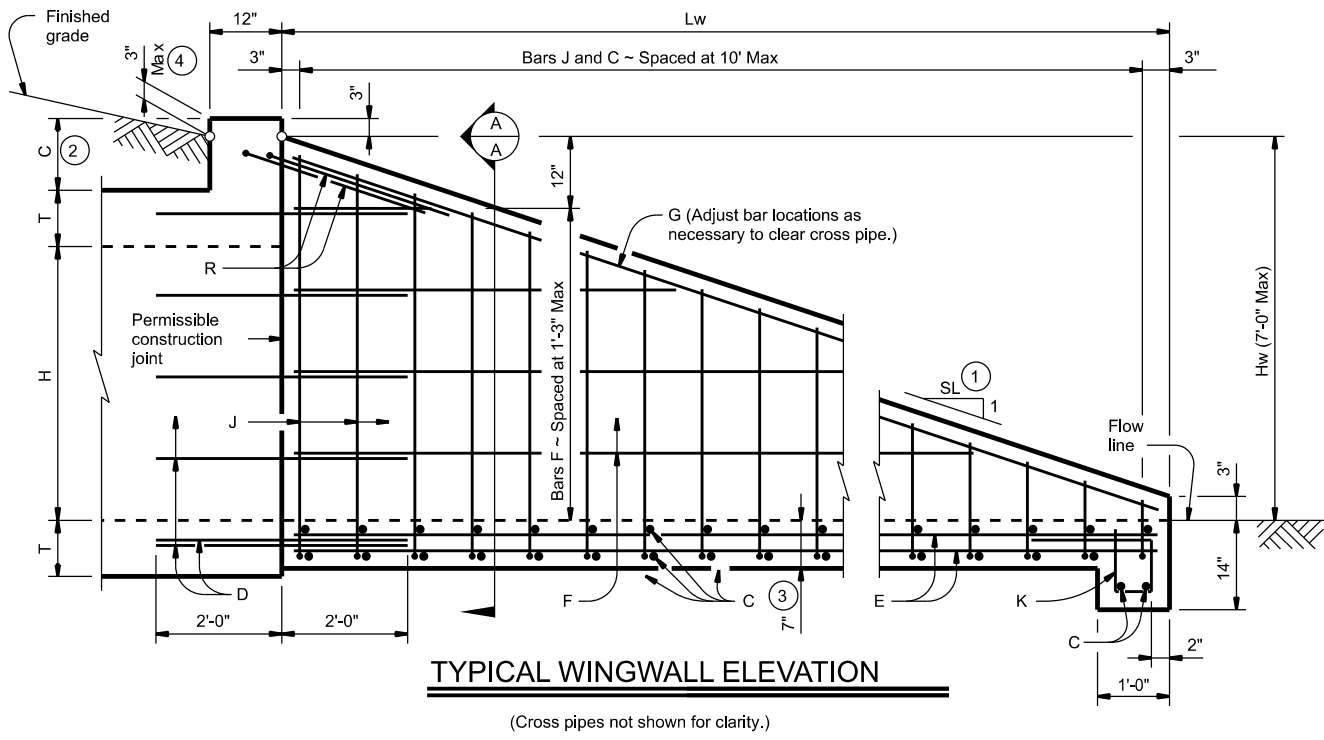 Finished
grade
12"
Lw
3"
Max
4
3"
Bars J and C ~ Spaced at 10' Max
3"
3"
A
A
C
2
12"
G (Adjust bar locations as
necessary to clear cross pipe.)
T
R
Permissible
construction
joint
H
Bars F ~ Spaced at 1'-3" Max
Hw (7'-0" Max)
SL
1
1
J
Flow
line
3"
T
D
F
C
3
7"
E
K
14"
C
2'-0"
2'-0"
2"
1'-0"
TYPICAL WINGWALL ELEVATION
(Cross pipes not shown for clarity.)